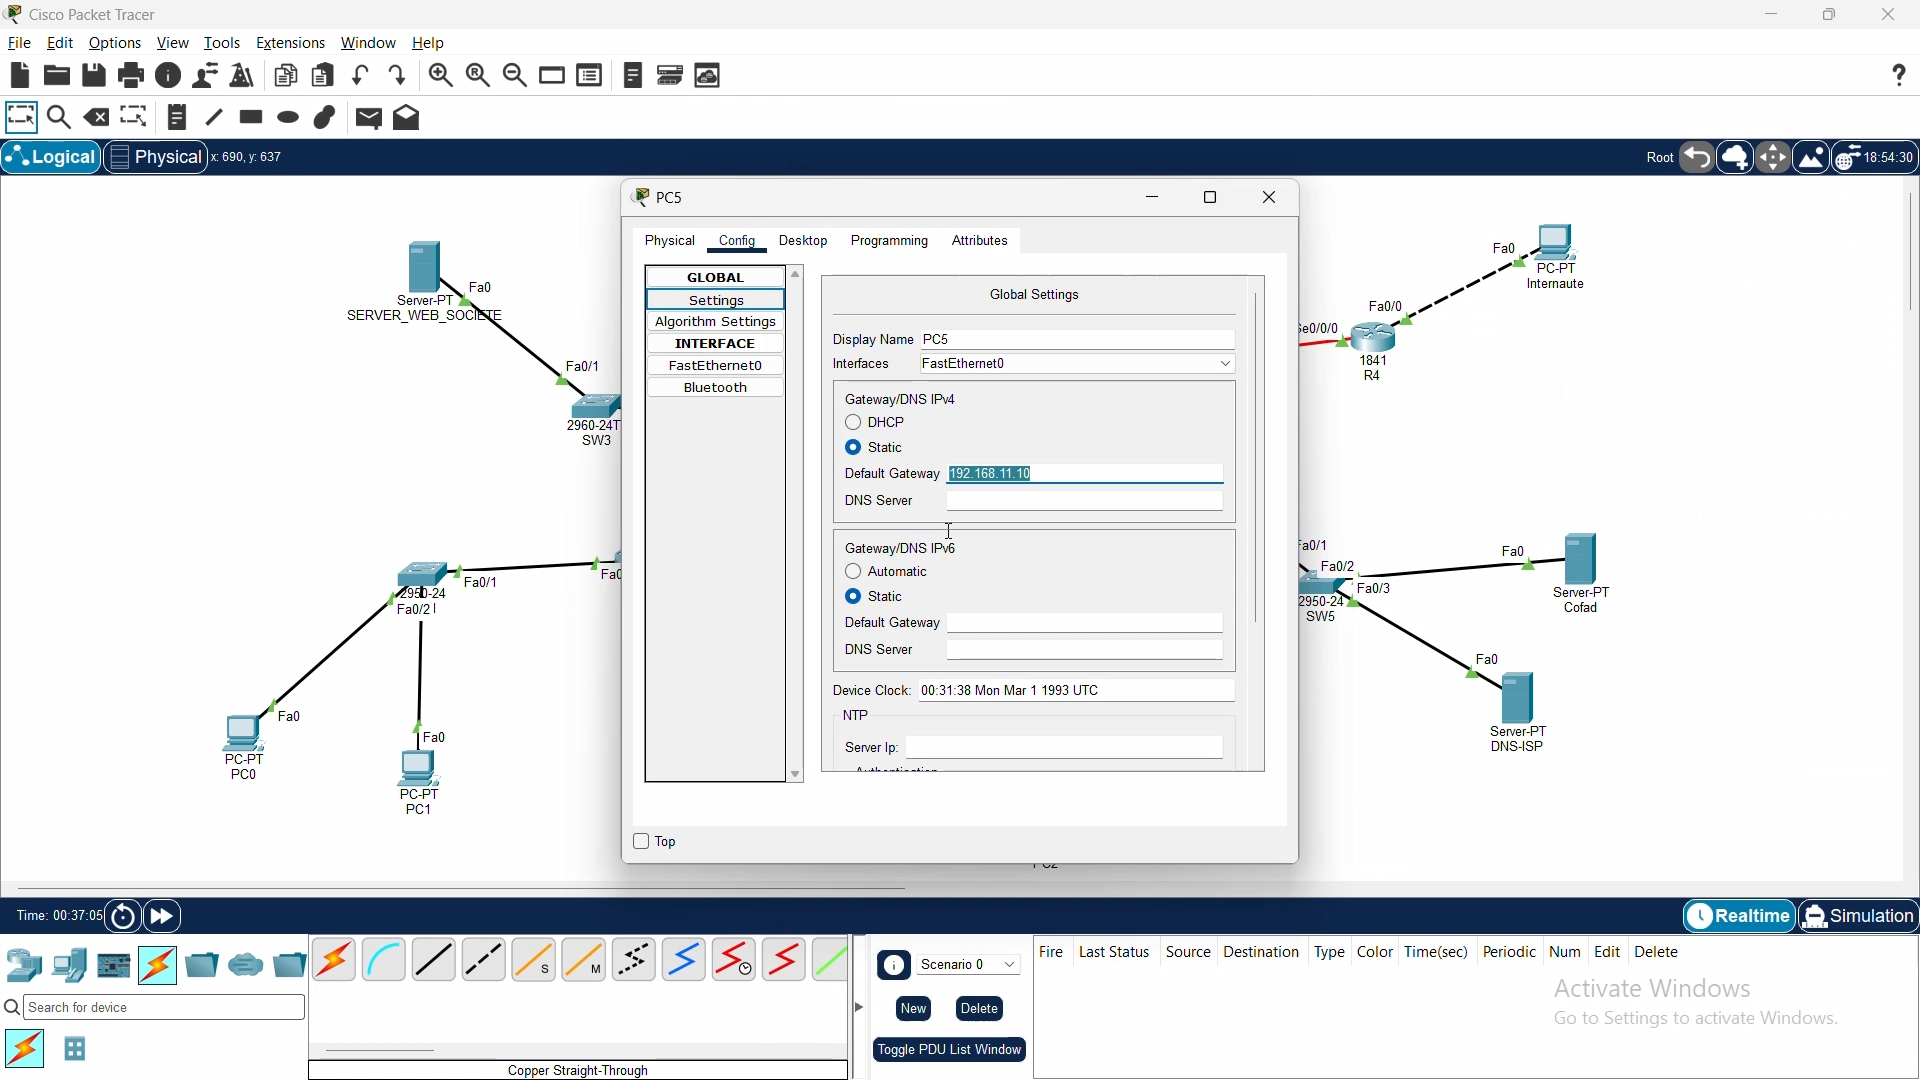 Cisco Packet Tracer
File Edit Options View Tools Extensions Window Help
Logical Physical x: 690, y: 637 Root 18:54:30
PC5
Physical Config Desktop Programming Attributes
GLOBAL
Settings
Algorithm Settings
INTERFACE
FastEthernet0
Bluetooth
Global Settings
Display Name PC5
Interfaces FastEthernet0
Gateway/DNS IPv4
DHCP
Static
Default Gateway 192.168.11.10
DNS Server
Gateway/DNS IPv6
Automatic
Static
Default Gateway
DNS Server
Device Clock: 00:31:38 Mon Mar 1 1993 UTC
NTP
Server Ip:
Authentication
Top
Fa0
Server-PT
SERVER_WEB_SOCIETE
Fa0/1
2960-24T
SW3
2950-24
Fa0/1
Fa0/2
Fa0
PC-PT
PC0
Fa0
PC-PT
PC1
Fa0
PC-PT
Internaute
Fa0/0
Se0/0/0
1841
R4
Fa0/1
Fa0/2
Fa0/3
2950-24
SW5
Fa0
Server-PT
Cofad
Fa0
Server-PT
DNS-ISP
PC2
Time: 00:37:05 Realtime Simulation
Search for device
S M
Copper Straight-Through
Scenario 0
New Delete
Toggle PDU List Window
Fire Last Status Source Destination Type Color Time(sec) Periodic Num Edit Delete
Activate Windows
Go to Settings to activate Windows.